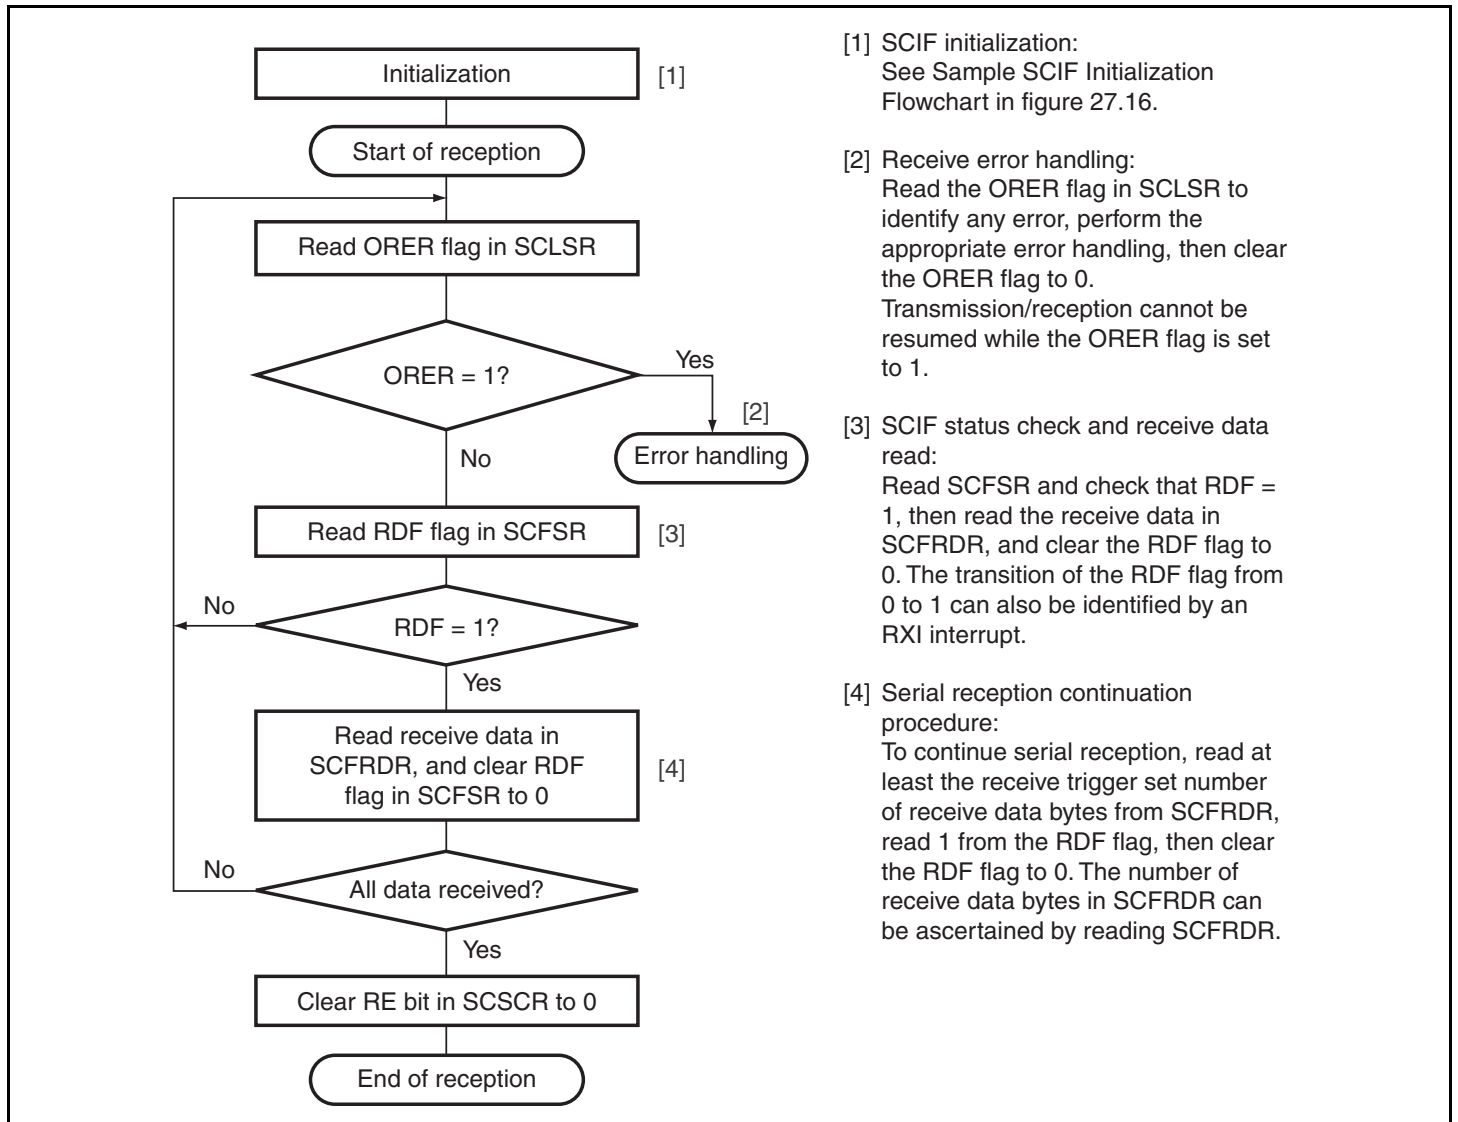 Initialization
[1]
Start of reception
Read ORER flag in SCLSR
ORER = 1?
Yes
[2]
Error handling
No
Read RDF flag in SCFSR
[3]
No
RDF = 1?
Yes
Read receive data in
SCFRDR, and clear RDF
flag in SCFSR to 0
[4]
No
All data received?
Yes
Clear RE bit in SCSCR to 0
End of reception
[1] SCIF initialization:
See Sample SCIF Initialization
Flowchart in figure 27.16.
[2] Receive error handling:
Read the ORER flag in SCLSR to
identify any error, perform the
appropriate error handling, then clear
the ORER flag to 0.
Transmission/reception cannot be
resumed while the ORER flag is set
to 1.
[3] SCIF status check and receive data
read:
Read SCFSR and check that RDF =
1, then read the receive data in
SCFRDR, and clear the RDF flag to
0. The transition of the RDF flag from
0 to 1 can also be identified by an
RXI interrupt.
[4] Serial reception continuation
procedure:
To continue serial reception, read at
least the receive trigger set number
of receive data bytes from SCFRDR,
read 1 from the RDF flag, then clear
the RDF flag to 0. The number of
receive data bytes in SCFRDR can
be ascertained by reading SCFRDR.